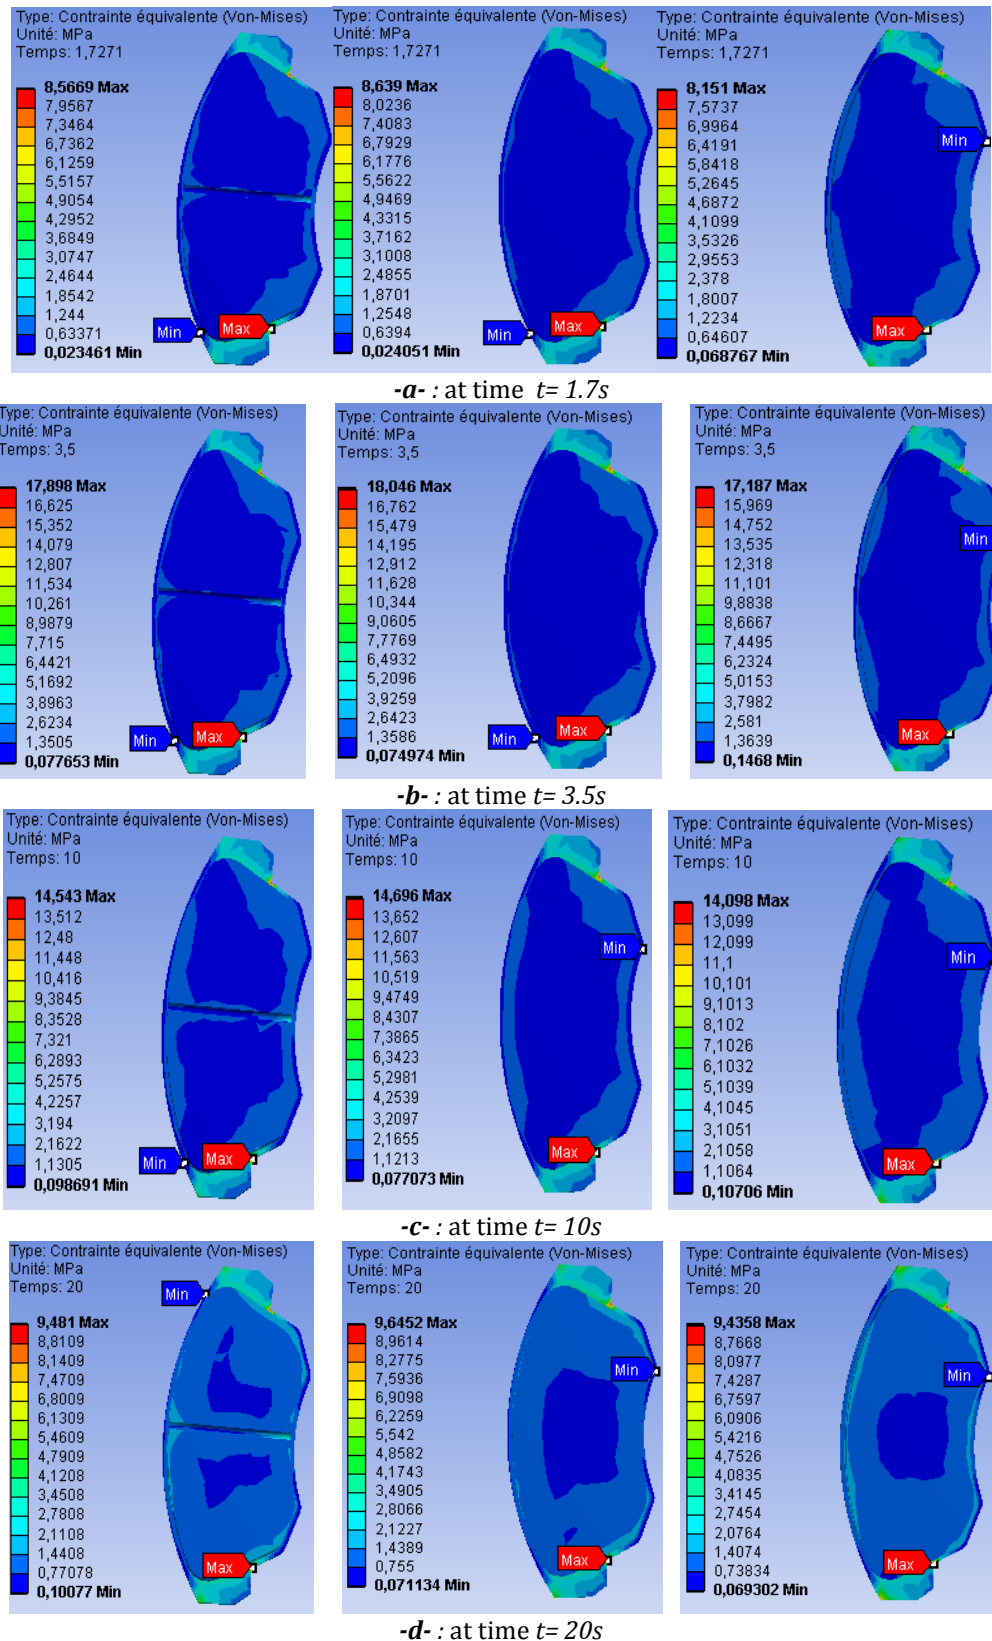 Type: Contrainte équivalente (Von-Mises)
Unité: MPa
Temps: 1,7271
8,5669 Max
7,9567
7,3464
6,7362
6,1259
5,5157
4,9054
4,2952
3,6849
3,0747
2,4644
1,8542
1,244
0,63371
0,023461 Min
Min
Max
Type: Contrainte équivalente (Von-Mises)
Unité: MPa
Temps: 1,7271
8,639 Max
8,0236
7,4083
6,7929
6,1776
5,5622
4,9469
4,3315
3,7162
3,1008
2,4855
1,8701
1,2548
0,6394
0,024051 Min
Min
Max
Type: Contrainte équivalente (Von-Mises)
Unité: MPa
Temps: 1,7271
8,151 Max
7,5737
6,9964
6,4191
5,8418
5,2645
4,6872
4,1099
3,5326
2,9553
2,378
1,8007
1,2234
0,64607
0,068767 Min
Min
Max
-a- : at time t= 1.7s
Type: Contrainte équivalente (Von-Mises)
Unité: MPa
Temps: 3,5
17,898 Max
16,625
15,352
14,079
12,807
11,534
10,261
8,9879
7,715
6,4421
5,1692
3,8963
2,6234
1,3505
0,077653 Min
Min
Max
Type: Contrainte équivalente (Von-Mises)
Unité: MPa
Temps: 3,5
18,046 Max
16,762
15,479
14,195
12,912
11,628
10,344
9,0605
7,7769
6,4932
5,2096
3,9259
2,6423
1,3586
0,074974 Min
Min
Max
Type: Contrainte équivalente (Von-Mises)
Unité: MPa
Temps: 3,5
17,187 Max
15,969
14,752
13,535
12,318
11,101
9,8838
8,6667
7,4495
6,2324
5,0153
3,7982
2,581
1,3639
0,1468 Min
Min
Max
-b- : at time t= 3.5s
Type: Contrainte équivalente (Von-Mises)
Unité: MPa
Temps: 10
14,543 Max
13,512
12,48
11,448
10,416
9,3845
8,3528
7,321
6,2893
5,2575
4,2257
3,194
2,1622
1,1305
0,098691 Min
Min
Max
Type: Contrainte équivalente (Von-Mises)
Unité: MPa
Temps: 10
14,696 Max
13,652
12,607
11,563
10,519
9,4749
8,4307
7,3865
6,3423
5,2981
4,2539
3,2097
2,1655
1,1213
0,077073 Min
Min
Max
Type: Contrainte équivalente (Von-Mises)
Unité: MPa
Temps: 10
14,098 Max
13,099
12,099
11,1
10,101
9,1013
8,102
7,1026
6,1032
5,1039
4,1045
3,1051
2,1058
1,1064
0,10706 Min
Min
Max
-c- : at time t= 10s
Type: Contrainte équivalente (Von-Mises)
Unité: MPa
Temps: 20
9,481 Max
8,8109
8,1409
7,4709
6,8009
6,1309
5,4609
4,7909
4,1208
3,4508
2,7808
2,1108
1,4408
0,77078
0,10077 Min
Min
Max
Type: Contrainte équivalente (Von-Mises)
Unité: MPa
Temps: 20
9,6452 Max
8,9614
8,2775
7,5936
6,9098
6,2259
5,542
4,8582
4,1743
3,4905
2,8066
2,1227
1,4389
0,755
0,071134 Min
Min
Max
Type: Contrainte équivalente (Von-Mises)
Unité: MPa
Temps: 20
9,4358 Max
8,7668
8,0977
7,4287
6,7597
6,0906
5,4216
4,7526
4,0835
3,4145
2,7454
2,0764
1,4074
0,73834
0,069302 Min
Min
Max
-d- : at time t= 20s